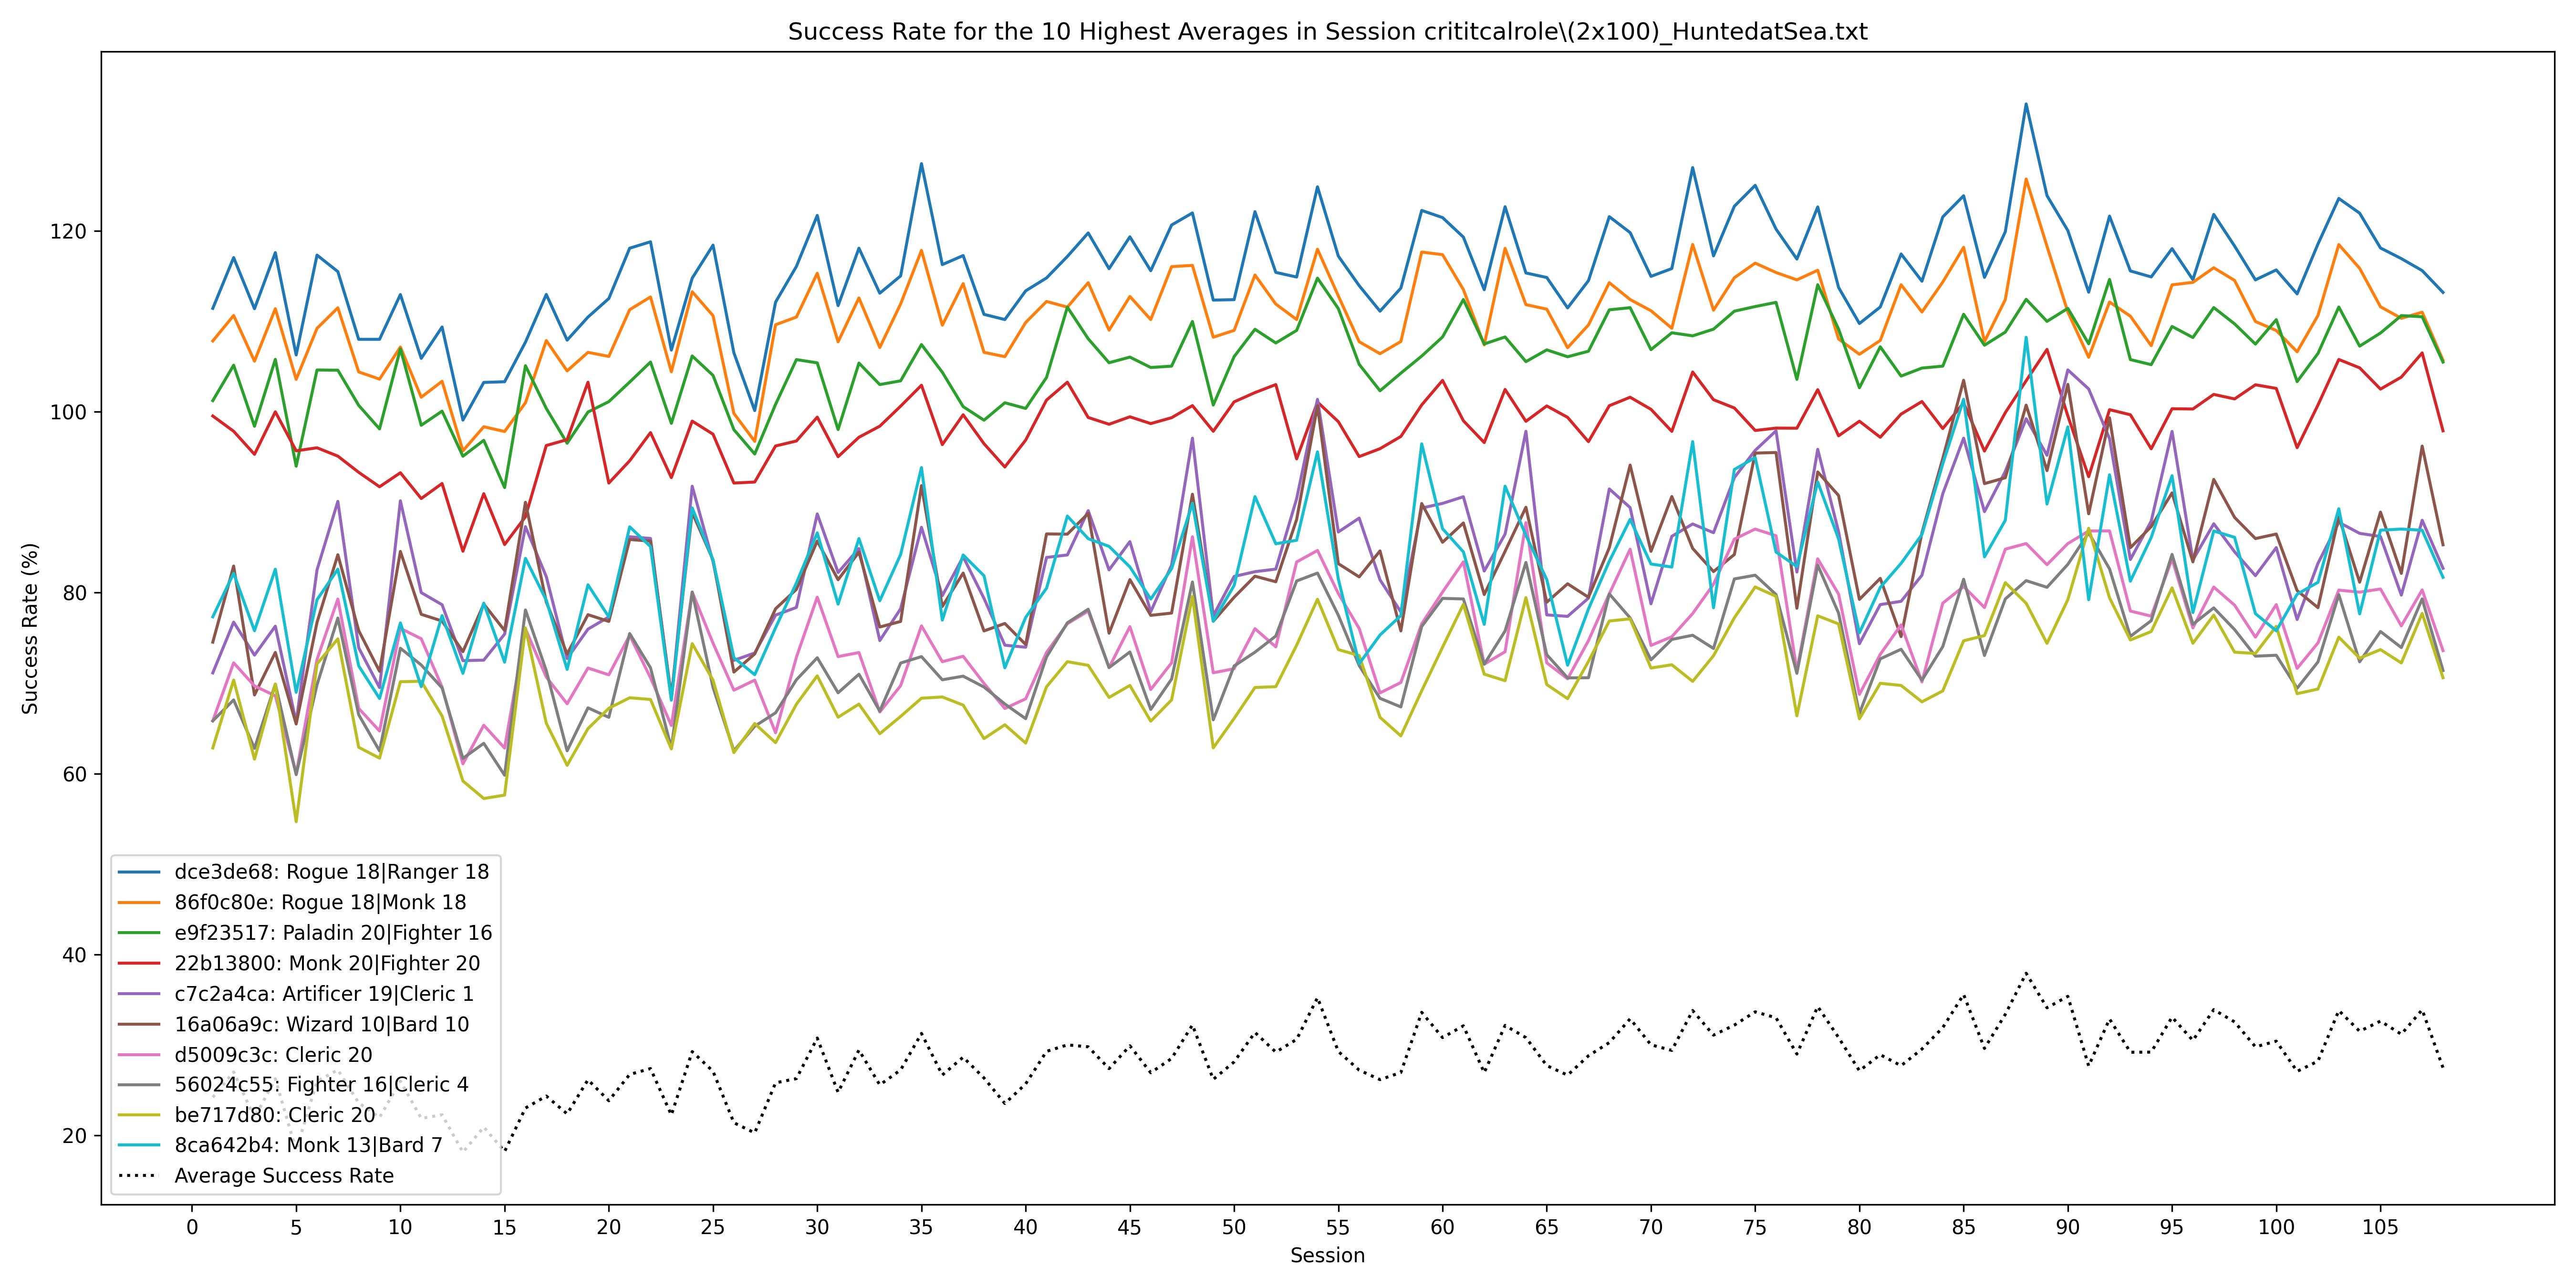 Success Rate for the 10 Highest Averages in Session crititcalrole\(2x100)_HuntedatSea.txt
Success Rate (%)
120
100
80
60
40
20
dce3de68: Rogue 18|Ranger 18
86f0c80e: Rogue 18|Monk 18
e9f23517: Paladin 20|Fighter 16
22b13800: Monk 20|Fighter 20
c7c2a4ca: Artificer 19|Cleric 1
16a06a9c: Wizard 10|Bard 10
d5009c3c: Cleric 20
56024c55: Fighter 16|Cleric 4
be717d80: Cleric 20
8ca642b4: Monk 13|Bard 7
Average Success Rate
0 5 10 15 20 25 30 35 40 45 50 55 60 65 70 75 80 85 90 95 100 105
Session